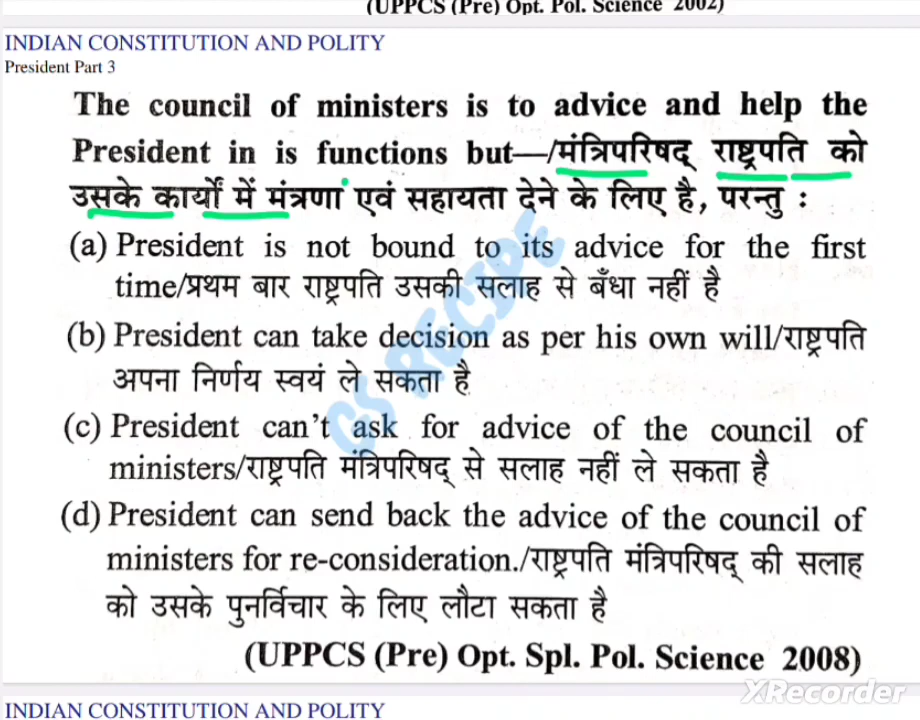 (UPPCS (Pre) Opt. Pol. Science 2002)
INDIAN CONSTITUTION AND POLITY
President Part 3
The council of ministers is to advice and help the
President in is functions but—/मंत्रिपरिषद् राष्ट्रपति को
उसके कार्यों में मंत्रणा एवं सहायता देने के लिए है, परन्तु :
(a) President is not bound to its advice for the first
time/प्रथम बार राष्ट्रपति उसकी सलाह से बँधा नहीं है
(b) President can take decision as per his own will/राष्ट्रपति
अपना निर्णय स्वयं ले सकता है
(c) President can't ask for advice of the council of
ministers/राष्ट्रपति मंत्रिपरिषद् से सलाह नहीं ले सकता है
(d) President can send back the advice of the council of
ministers for re-consideration./राष्ट्रपति मंत्रिपरिषद् की सलाह
को उसके पुनर्विचार के लिए लौटा सकता है
(UPPCS (Pre) Opt. Spl. Pol. Science 2008)
GS RECIPE
XRecorder
INDIAN CONSTITUTION AND POLITY